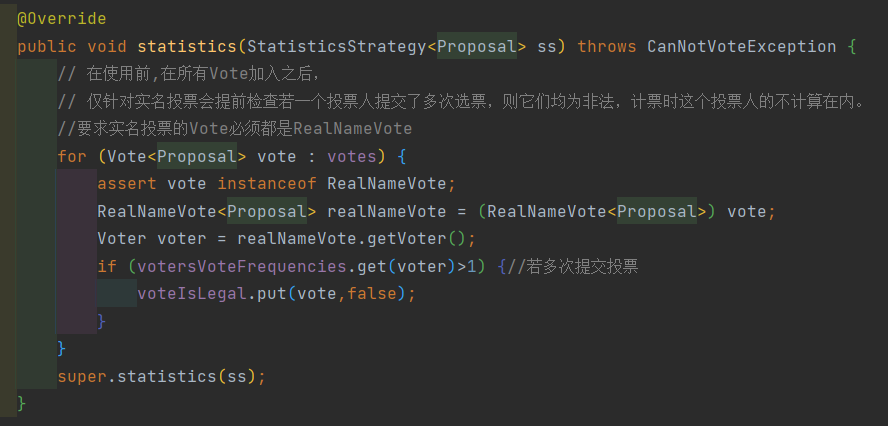 @Override
public void statistics(StatisticsStrategy<Proposal> ss) throws CanNotVoteException {
    // 在使用前,在所有Vote加入之后，
    // 仅针对实名投票会提前检查若一个投票人提交了多次选票，则它们均为非法，计票时这个投票人的不计算在内。
    //要求实名投票的Vote必须都是RealNameVote
    for (Vote<Proposal> vote : votes) {
        assert vote instanceof RealNameVote;
        RealNameVote<Proposal> realNameVote = (RealNameVote<Proposal>) vote;
        Voter voter = realNameVote.getVoter();
        if (votersVoteFrequencies.get(voter)>1) {//若多次提交投票
            voteIsLegal.put(vote,false);
        }
    }
    super.statistics(ss);
}